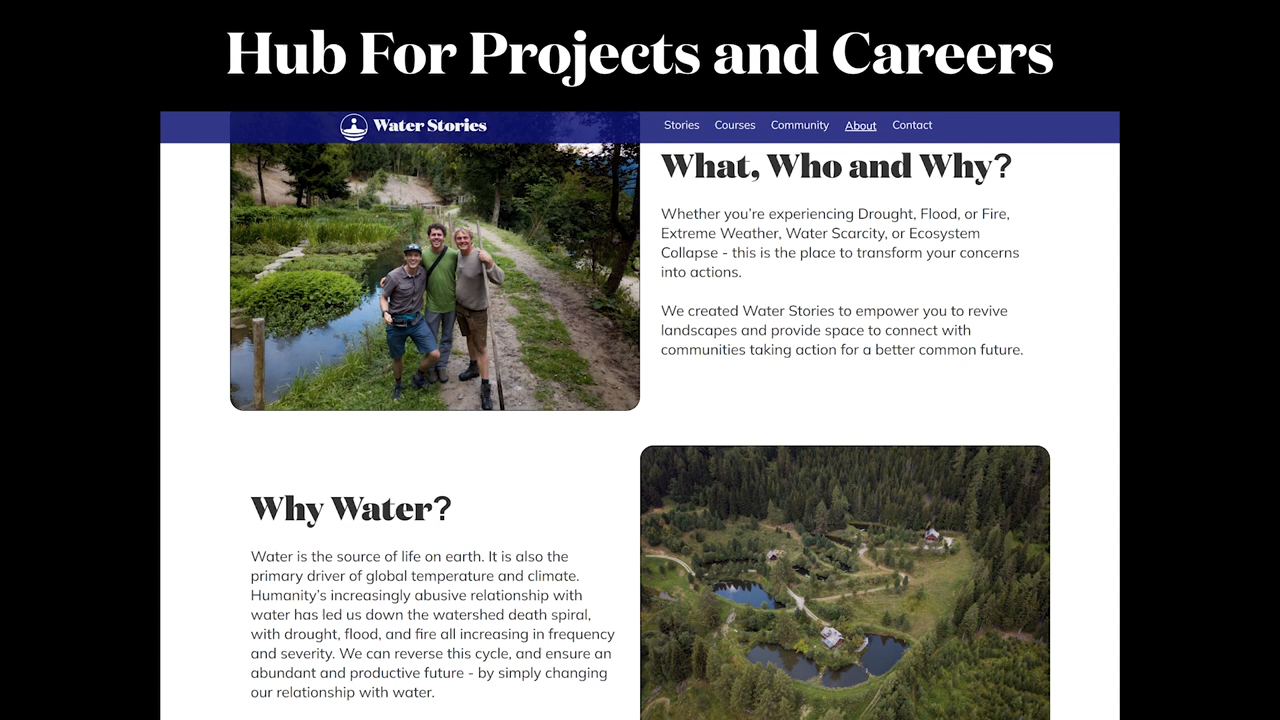 Hub For Projects and Careers
Water Stories
Stories Courses Community About Contact
What, Who and Why?
Whether you’re experiencing Drought, Flood, or Fire,
Extreme Weather, Water Scarcity, or Ecosystem
Collapse - this is the place to transform your concerns
into actions.
We created Water Stories to empower you to revive
landscapes and provide space to connect with
communities taking action for a better common future.
Why Water?
Water is the source of life on earth. It is also the
primary driver of global temperature and climate.
Humanity’s increasingly abusive relationship with
water has led us down the watershed death spiral,
with drought, flood, and fire all increasing in frequency
and severity. We can reverse this cycle, and ensure an
abundant and productive future - by simply changing
our relationship with water.